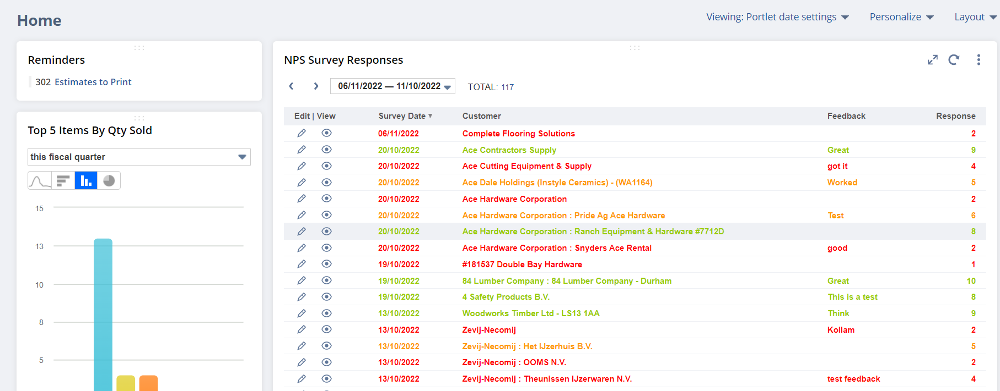 Home
Viewing: Portlet date settings Personalize Layout
Reminders
302 Estimates to Print
Top 5 Items By Qty Sold
this fiscal quarter
15
13
10
8
5
NPS Survey Responses
06/11/2022 — 11/10/2022 TOTAL: 117
Edit | View Survey Date Customer Feedback Response
06/11/2022 Complete Flooring Solutions 2
20/10/2022 Ace Contractors Supply Great 9
20/10/2022 Ace Cutting Equipment & Supply got it 4
20/10/2022 Ace Dale Holdings (Instyle Ceramics) - (WA1164) Worked 5
20/10/2022 Ace Hardware Corporation 2
20/10/2022 Ace Hardware Corporation : Pride Ag Ace Hardware Test 6
20/10/2022 Ace Hardware Corporation : Ranch Equipment & Hardware #7712D 8
20/10/2022 Ace Hardware Corporation : Snyders Ace Rental good 2
19/10/2022 #181537 Double Bay Hardware 1
19/10/2022 84 Lumber Company : 84 Lumber Company - Durham Great 10
19/10/2022 4 Safety Products B.V. This is a test 8
13/10/2022 Woodworks Timber Ltd - LS13 1AA Think 9
13/10/2022 Zevij-Necomij Kollam 2
13/10/2022 Zevij-Necomij : Het IJzerhuis B.V. 5
13/10/2022 Zevij-Necomij : OOMS N.V. 2
13/10/2022 Zevij-Necomij : Theunissen IJzerwaren N.V. test feedback 4